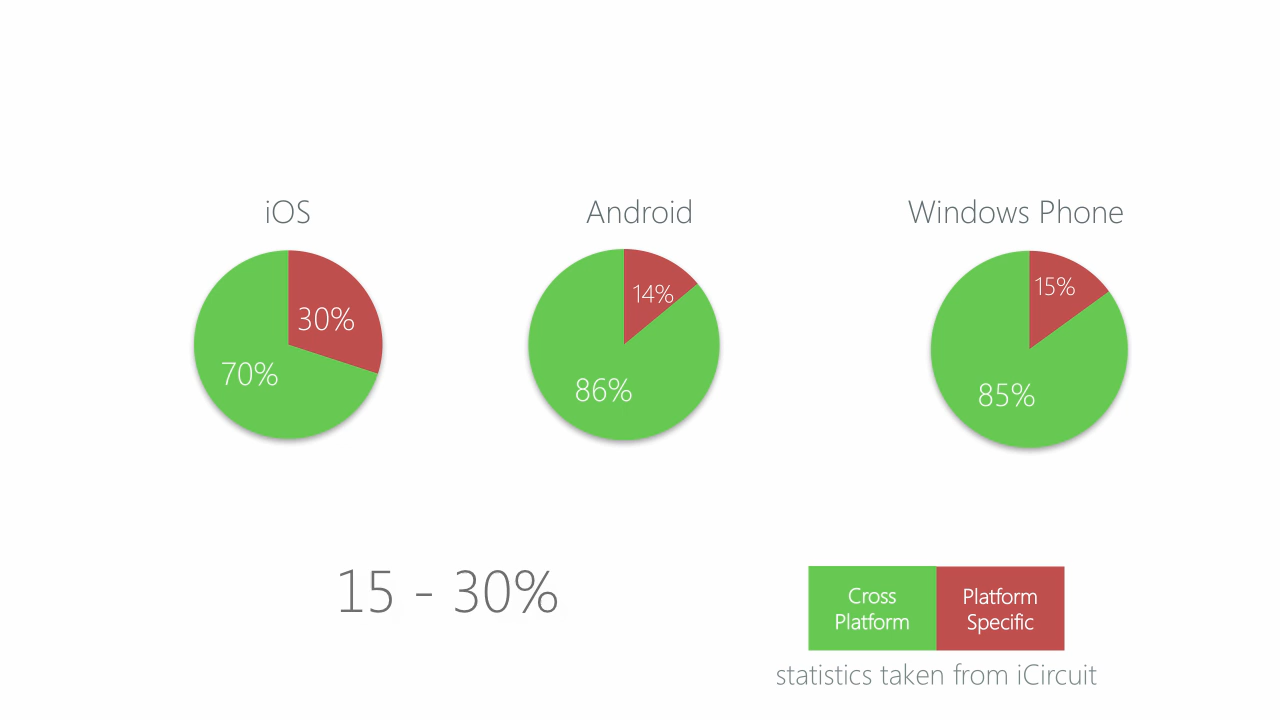 iOS
Android
Windows Phone
30%
70%
14%
86%
15%
85%
15 - 30%
Cross
Platform
Platform
Specific
statistics taken from iCircuit